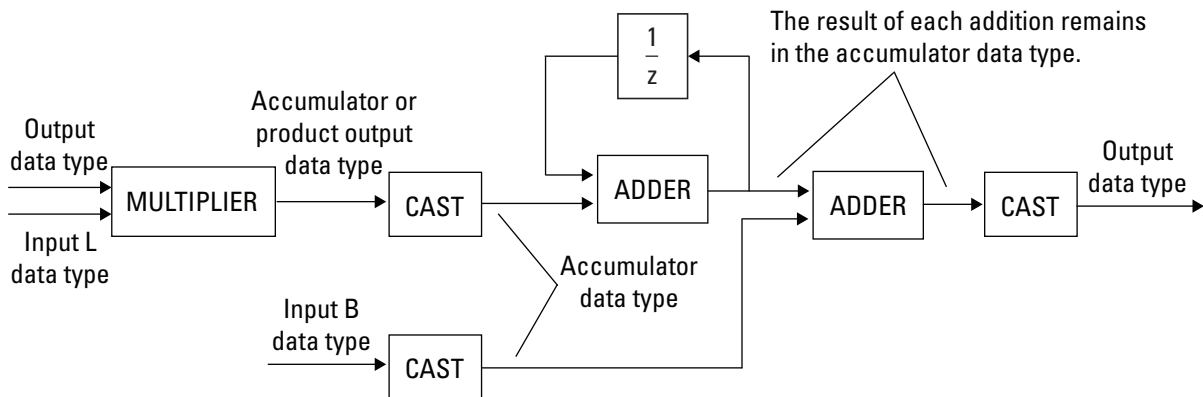 The result of each addition remains
in the accumulator data type.
1
z
Accumulator or
product output
data type
Output
data type
MULTIPLIER
Input L
data type
CAST
ADDER
ADDER
CAST
Output
data type
Accumulator
data type
Input B
data type
CAST